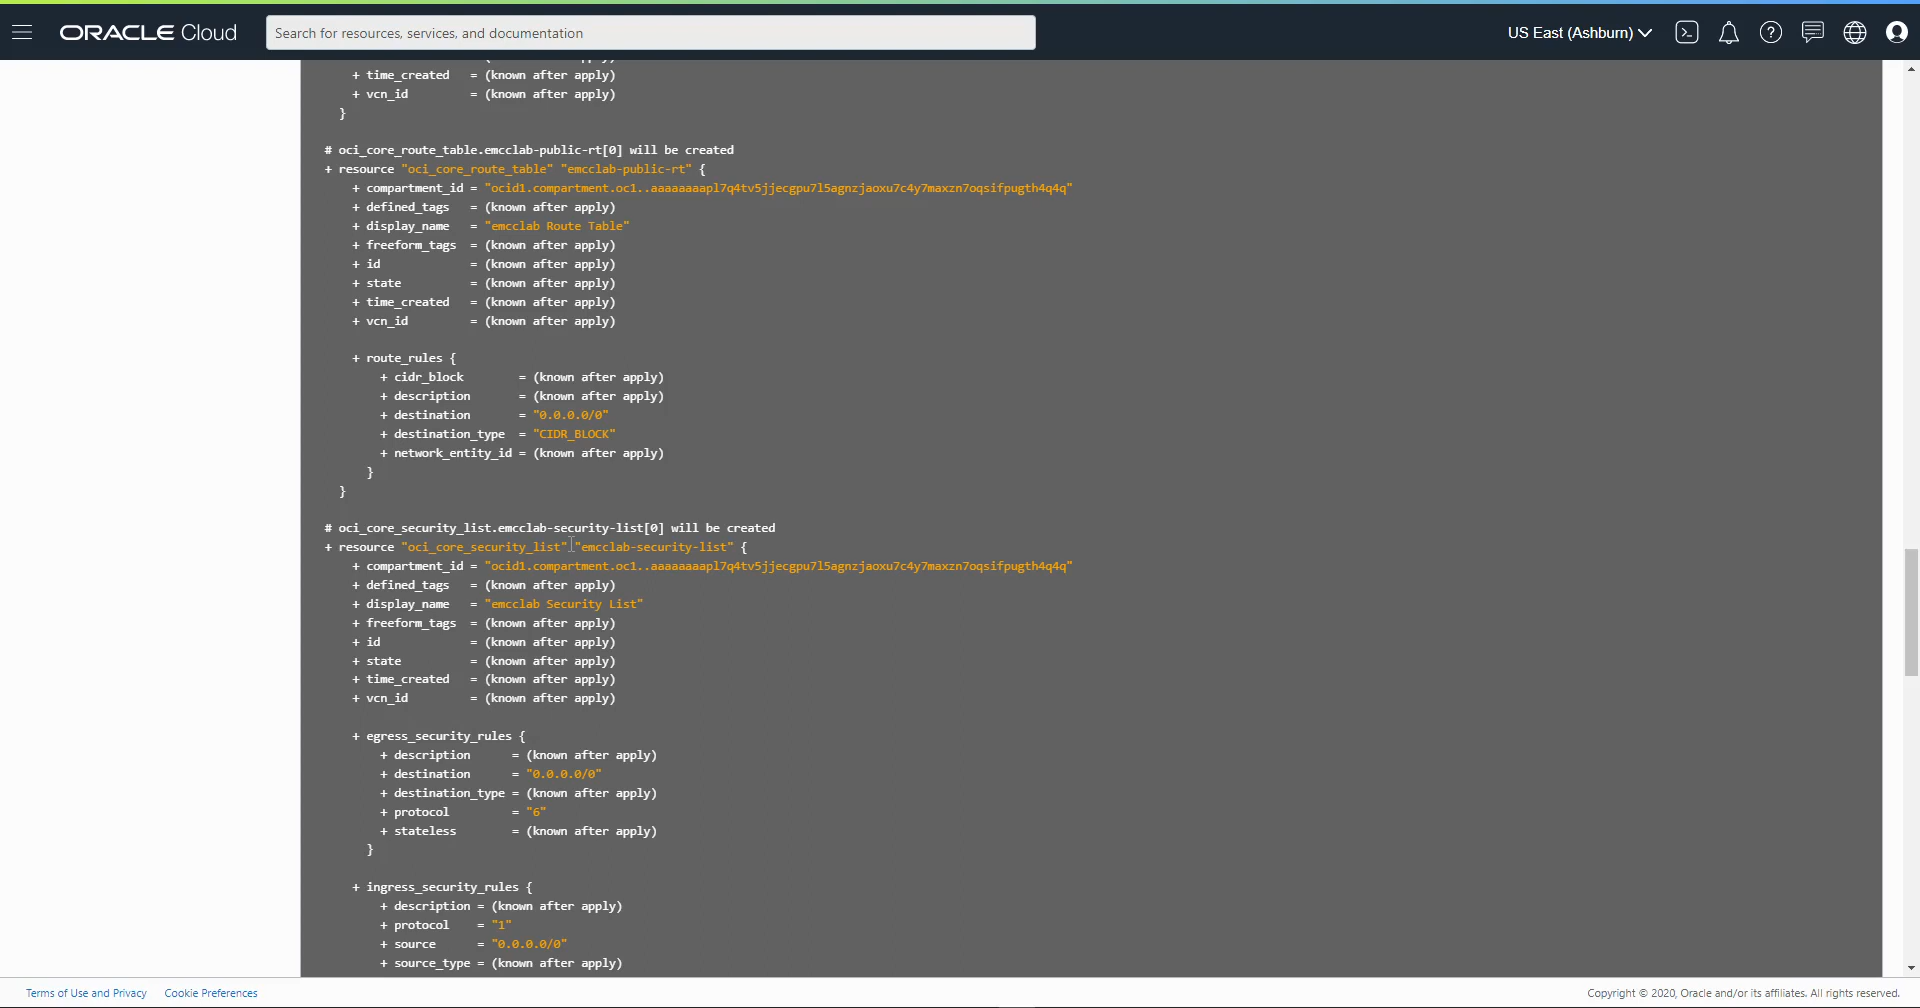 ORACLE Cloud
Search for resources, services, and documentation
US East (Ashburn)
+ time_created = (known after apply)
+ vcn_id = (known after apply)
}
# oci_core_route_table.emcclab-public-rt[0] will be created
+ resource "oci_core_route_table" "emcclab-public-rt" {
+ compartment_id = "ocid1.compartment.oc1..aaaaaaaapl7q4tv5jjecgpu7l5agnzjaoxu7c4y7maxzn7oqsifpugth4q4q"
+ defined_tags = (known after apply)
+ display_name = "emcclab Route Table"
+ freeform_tags = (known after apply)
+ id = (known after apply)
+ state = (known after apply)
+ time_created = (known after apply)
+ vcn_id = (known after apply)
+ route_rules {
+ cidr_block = (known after apply)
+ description = (known after apply)
+ destination = "0.0.0.0/0"
+ destination_type = "CIDR_BLOCK"
+ network_entity_id = (known after apply)
}
}
# oci_core_security_list.emcclab-security-list[0] will be created
+ resource "oci_core_security_list" "emcclab-security-list" {
+ compartment_id = "ocid1.compartment.oc1..aaaaaaaapl7q4tv5jjecgpu7l5agnzjaoxu7c4y7maxzn7oqsifpugth4q4q"
+ defined_tags = (known after apply)
+ display_name = "emcclab Security List"
+ freeform_tags = (known after apply)
+ id = (known after apply)
+ state = (known after apply)
+ time_created = (known after apply)
+ vcn_id = (known after apply)
+ egress_security_rules {
+ description = (known after apply)
+ destination = "0.0.0.0/0"
+ destination_type = (known after apply)
+ protocol = "6"
+ stateless = (known after apply)
}
+ ingress_security_rules {
+ description = (known after apply)
+ protocol = "1"
+ source = "0.0.0.0/0"
+ source_type = (known after apply)
Terms of Use and Privacy Cookie Preferences
Copyright © 2020, Oracle and/or its affiliates. All rights reserved.